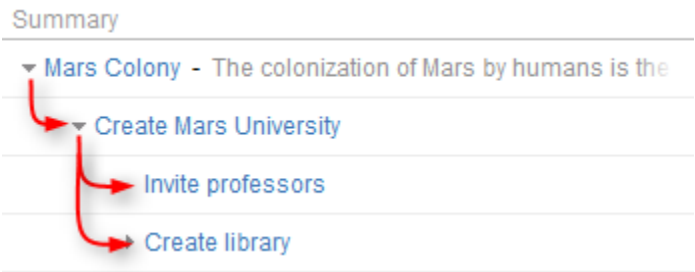 Summary
Mars Colony - The colonization of Mars by humans is the
Create Mars University
Invite professors
Create library